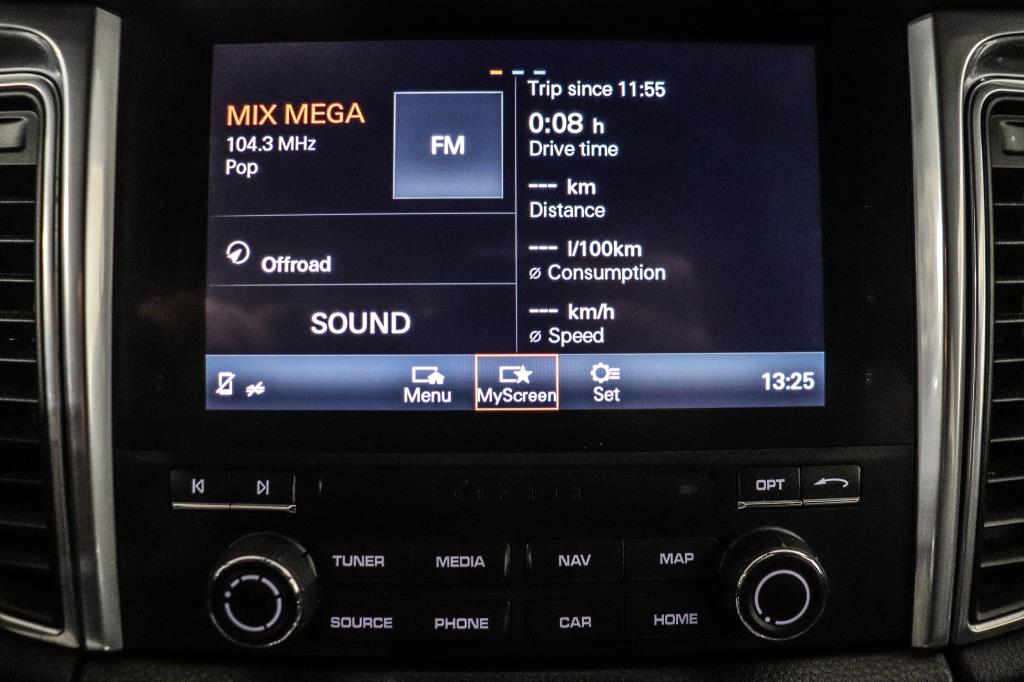 MIX MEGA
104.3 MHz
Pop
FM
Offroad
SOUND
Trip since 11:55
0:08 h
Drive time
--- km
Distance
--- l/100km
⌀ Consumption
--- km/h
⌀ Speed
Menu
MyScreen
Set
13:25
OPT
TUNER
MEDIA
NAV
MAP
SOURCE
PHONE
CAR
HOME